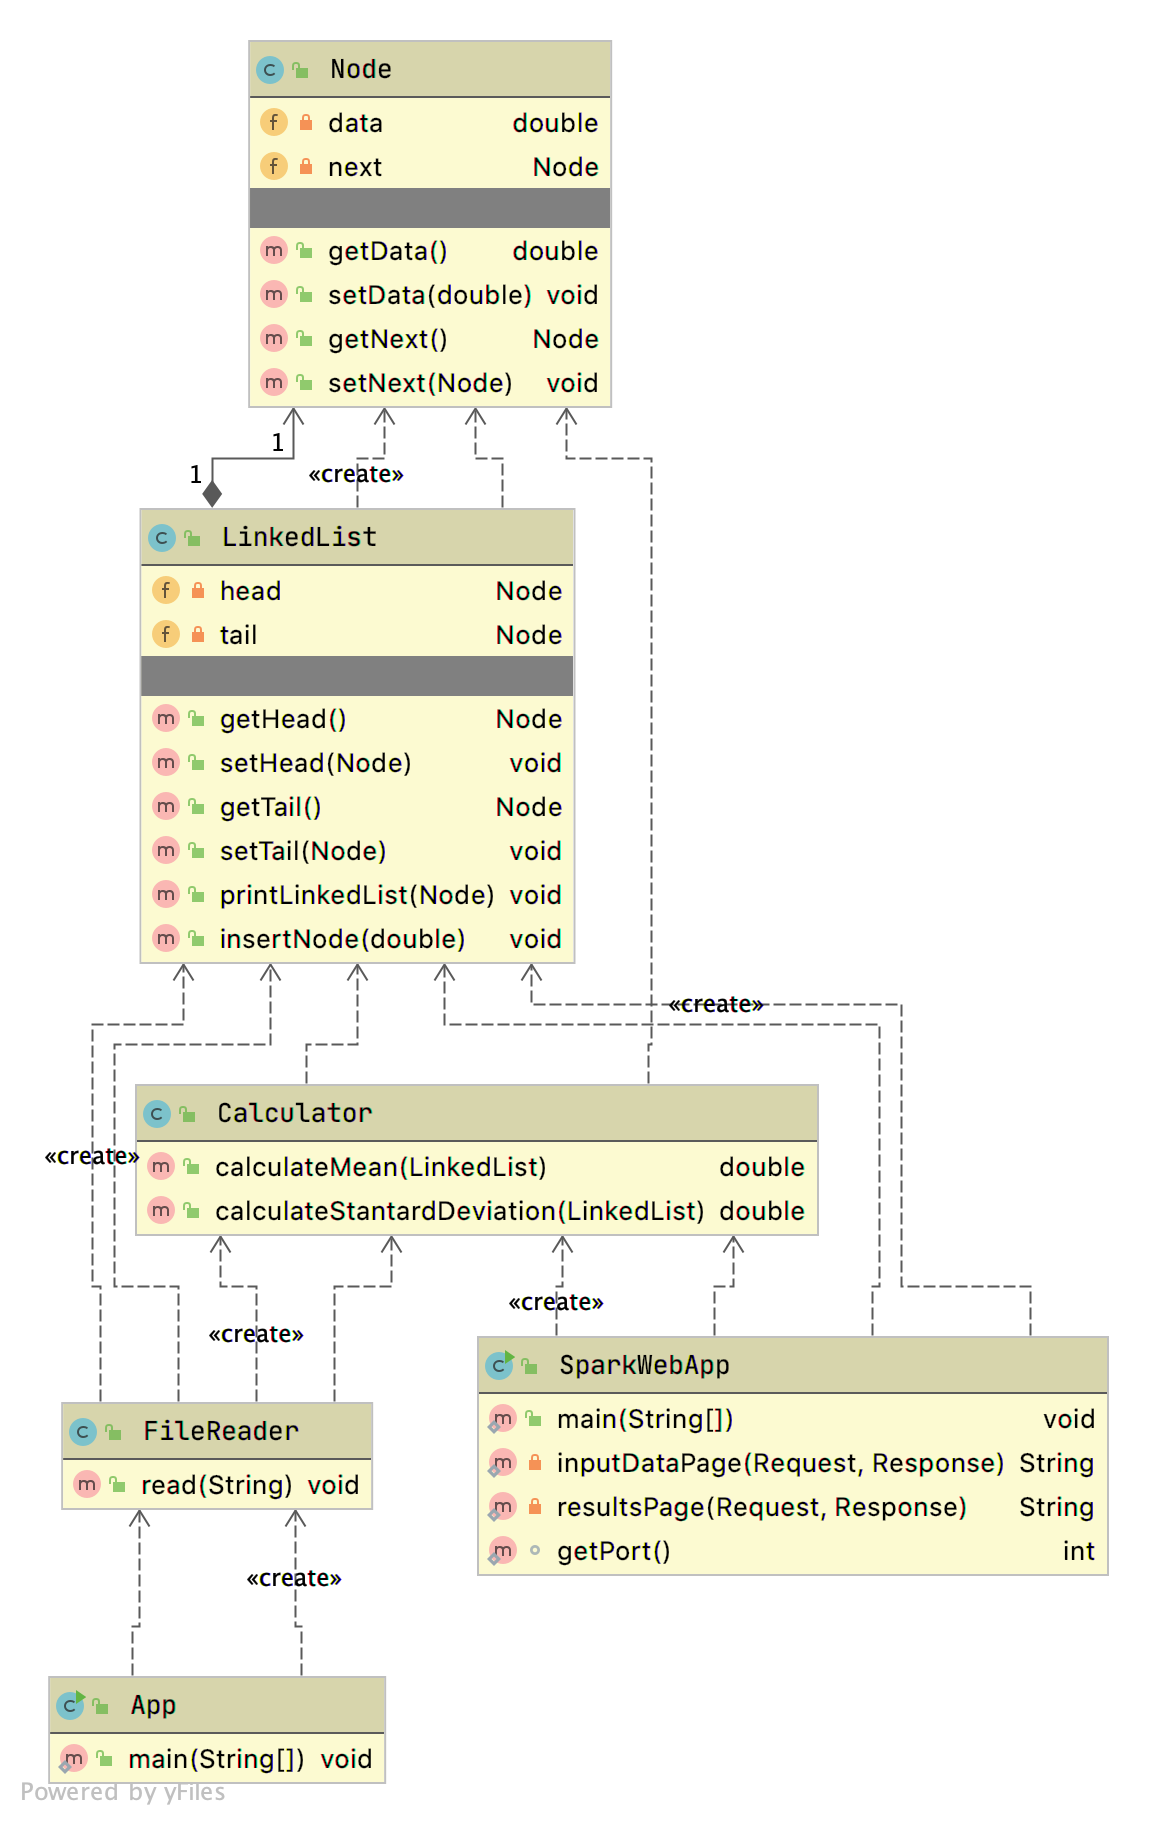 Node
data double
next Node
getData() double
setData(double) void
getNext() Node
setNext(Node) void
1
1
«create»
LinkedList
head Node
tail Node
getHead() Node
setHead(Node) void
getTail() Node
setTail(Node) void
printLinkedList(Node) void
insertNode(double) void
«create»
Calculator
«create»
calculateMean(LinkedList) double
calculateStantardDeviation(LinkedList) double
«create»
«create»
SparkWebApp
main(String[]) void
inputDataPage(Request, Response) String
resultsPage(Request, Response) String
getPort() int
FileReader
read(String) void
«create»
App
main(String[]) void
Powered by yFiles